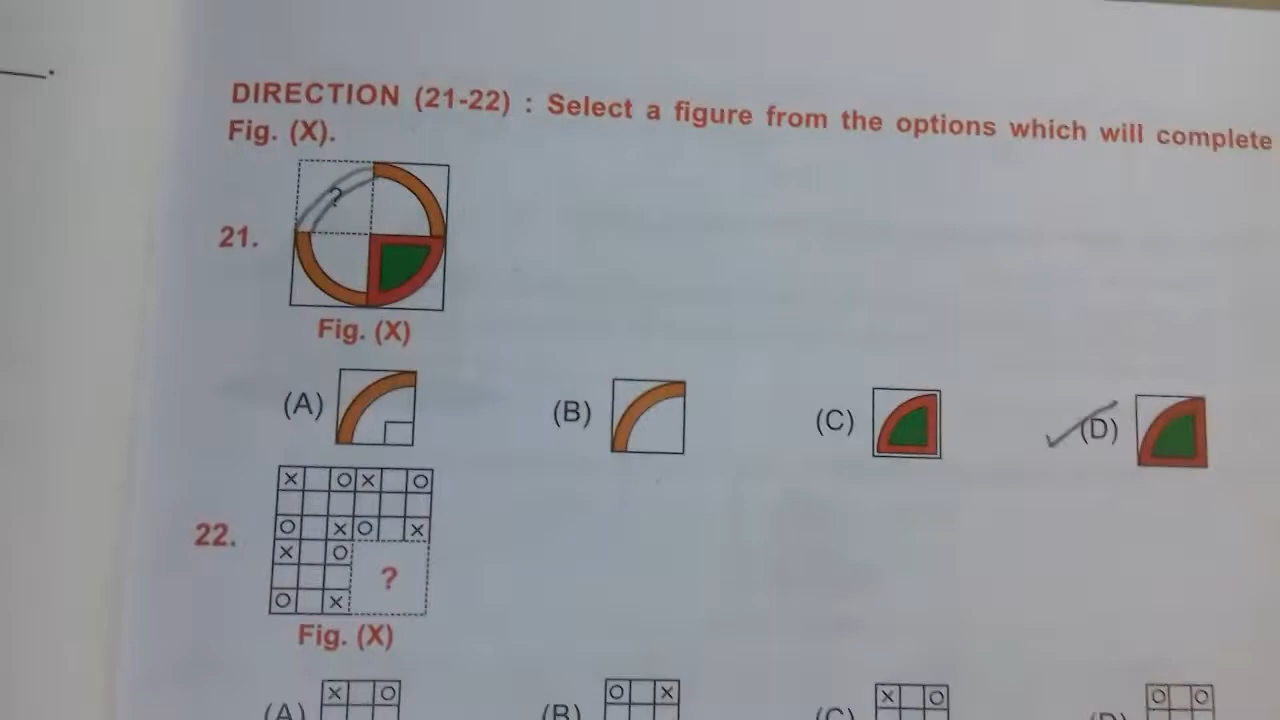 DIRECTION (21-22) : Select a figure from the options which will complete
Fig. (X).
?
21.
Fig. (X)
(A) (B) (C) (D)
X O X O
O X O X
22.
X O
?
O X
Fig. (X)
(A) X O (B) O X (C) X O (D) O O